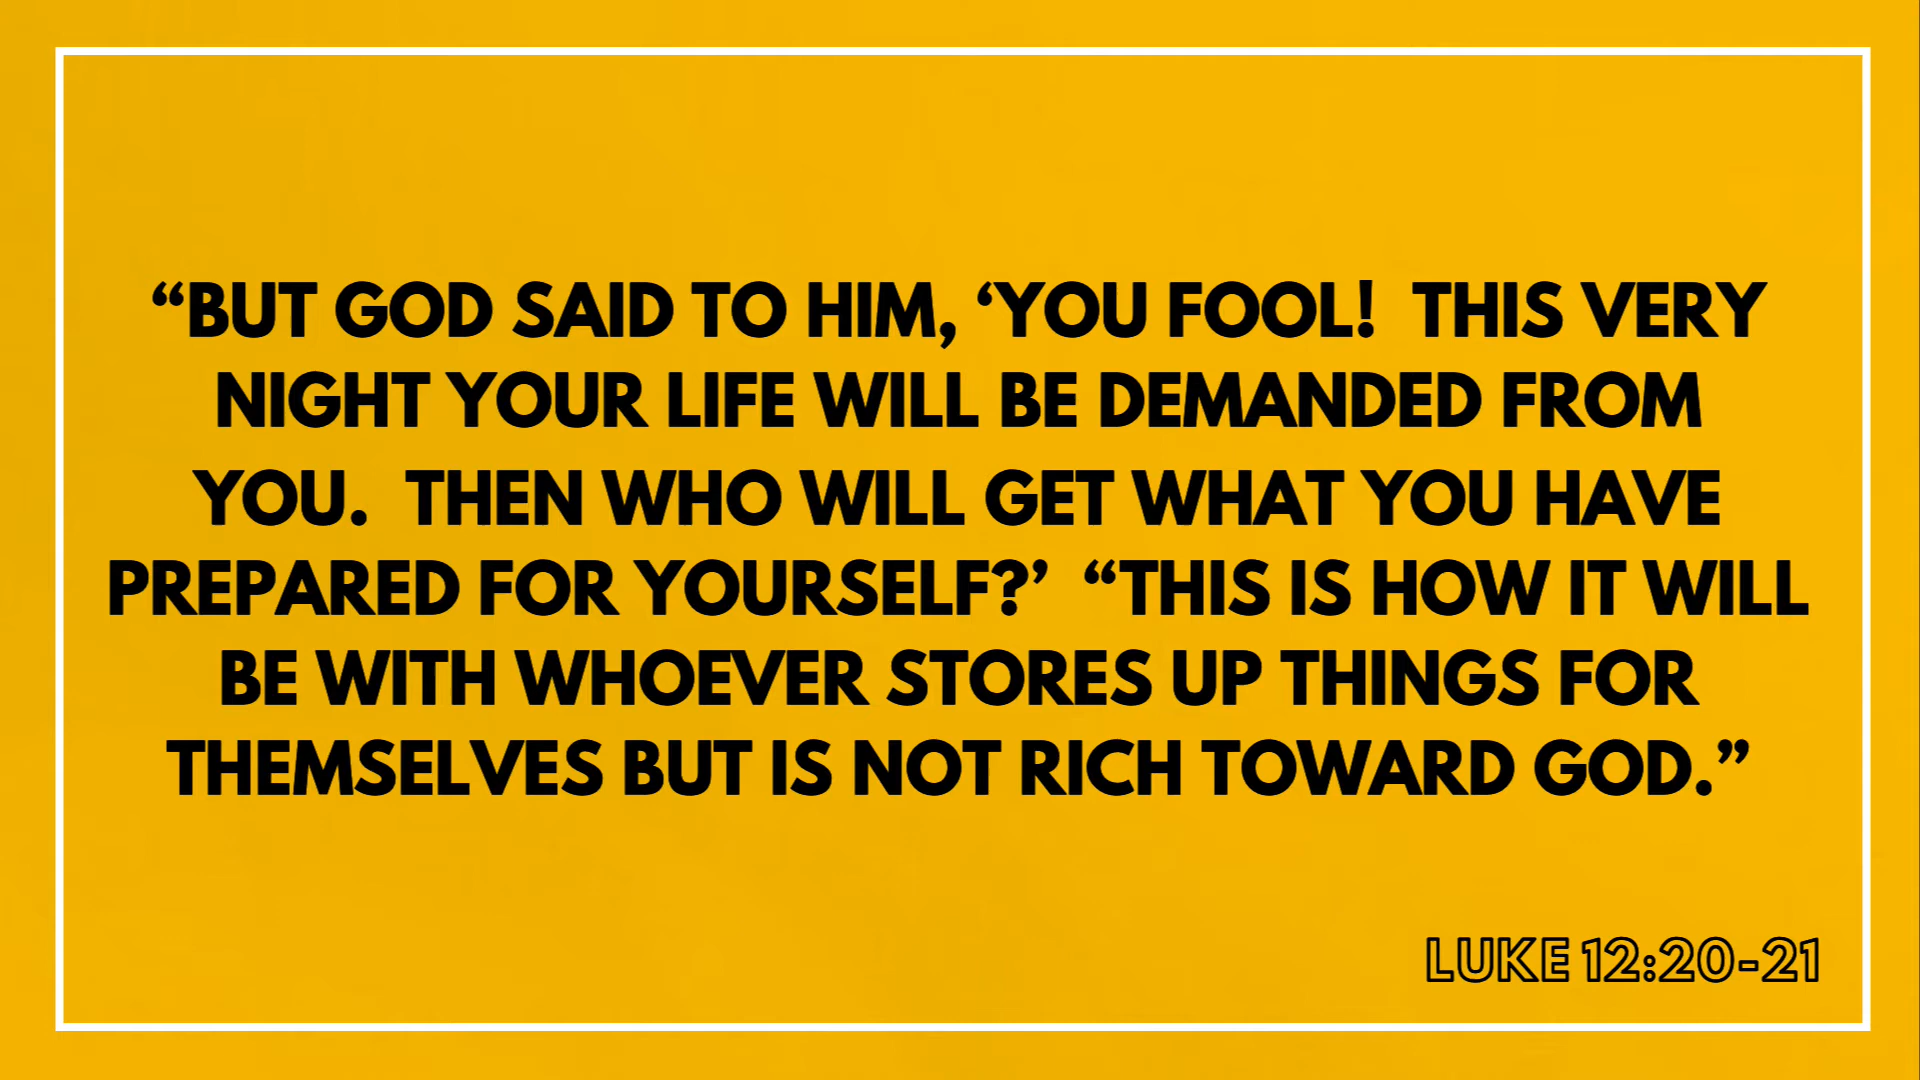 “BUT GOD SAID TO HIM, ‘YOU FOOL!  THIS VERY
NIGHT YOUR LIFE WILL BE DEMANDED FROM
YOU.  THEN WHO WILL GET WHAT YOU HAVE
PREPARED FOR YOURSELF?’  “THIS IS HOW IT WILL
BE WITH WHOEVER STORES UP THINGS FOR
THEMSELVES BUT IS NOT RICH TOWARD GOD.”
LUKE 12:20-21